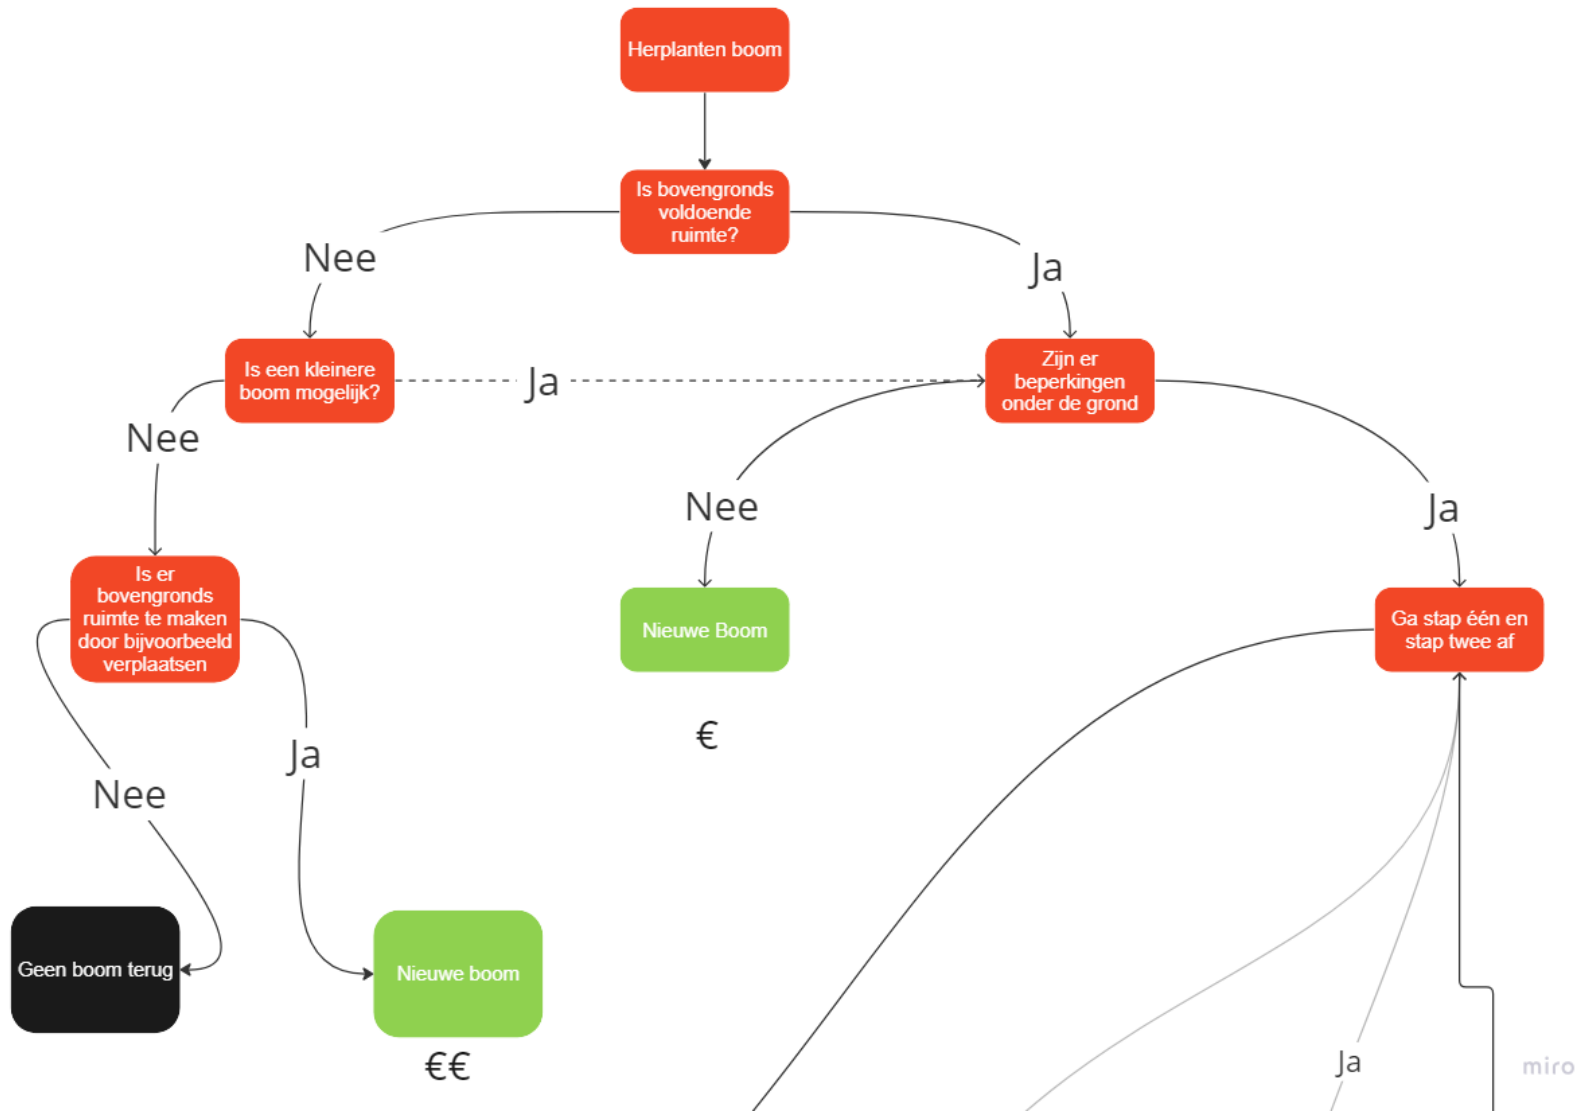 Herplanten boom
Is bovengronds
voldoende
ruimte?
Nee
Ja
Is een kleinere
boom mogelijk?
Ja
Zijn er
beperkingen
onder de grond
Nee
Nee
Ja
Is er
bovengronds
ruimte te maken
door bijvoorbeeld
verplaatsen
Nieuwe Boom
Ga stap één en
stap twee af
€
Ja
Nee
Geen boom terug
Nieuwe boom
€€
Ja
miro